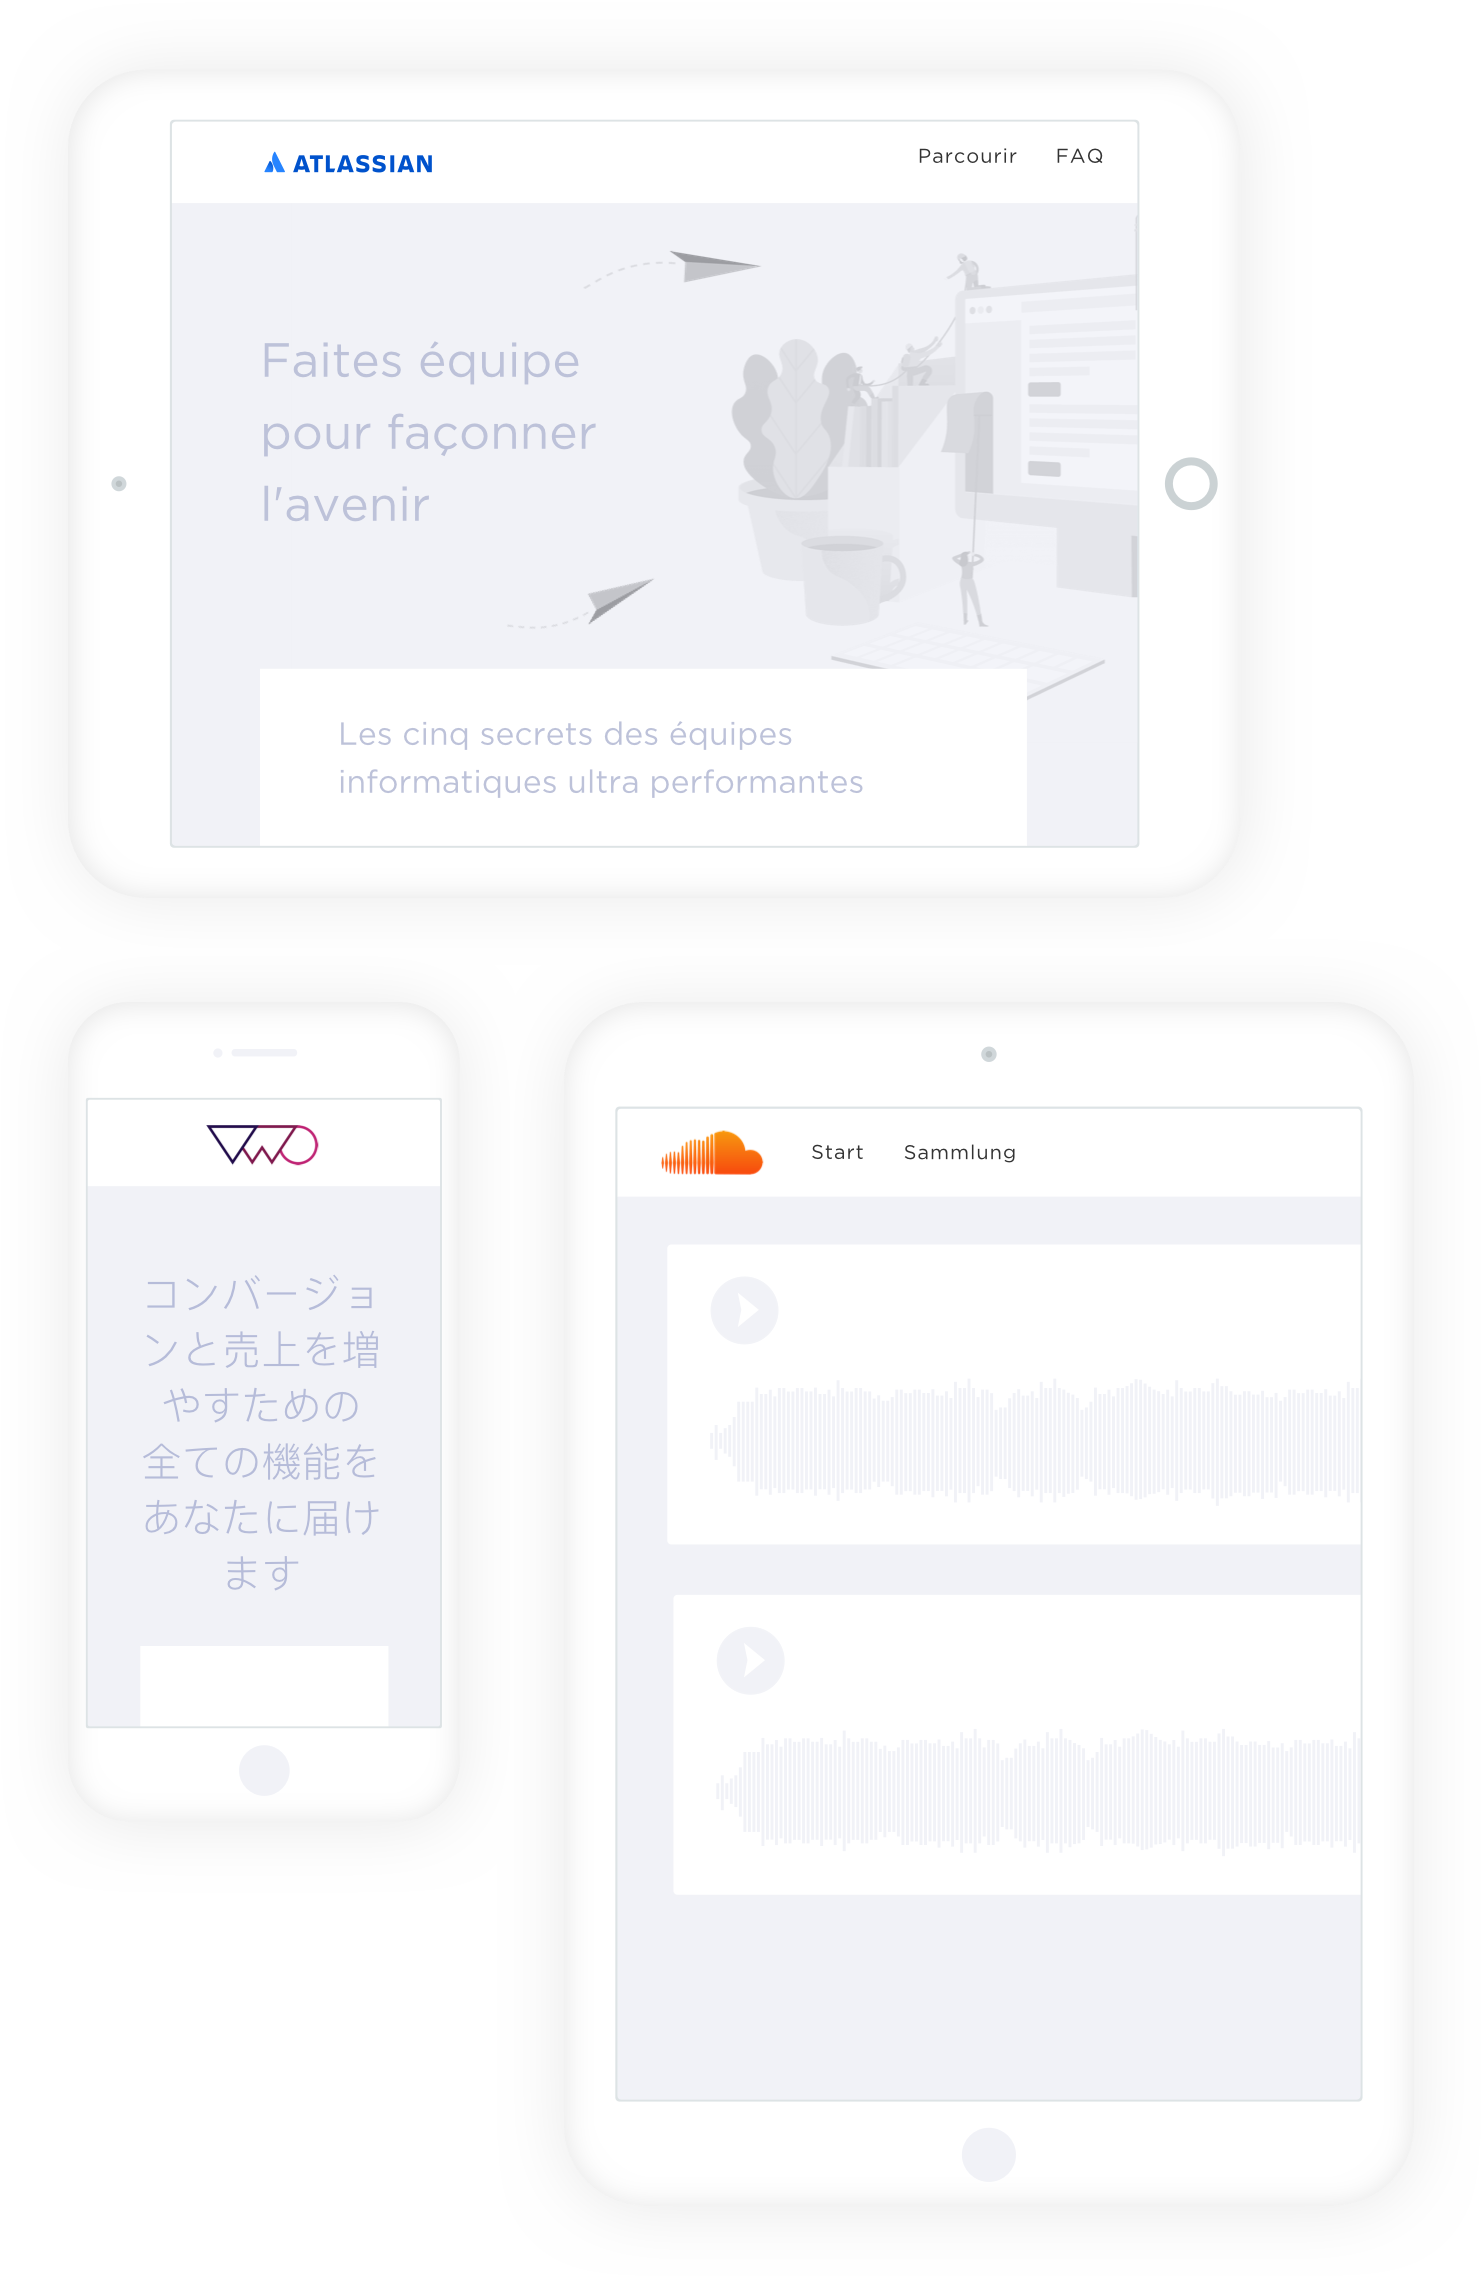 ATLASSIAN
Parcourir FAQ
Faites équipe
pour façonner
l'avenir
Les cinq secrets des équipes
informatiques ultra performantes
VWO
コンバージョ
ンと売上を増
やすための
全ての機能を
あなたに届け
ます
Start Sammlung